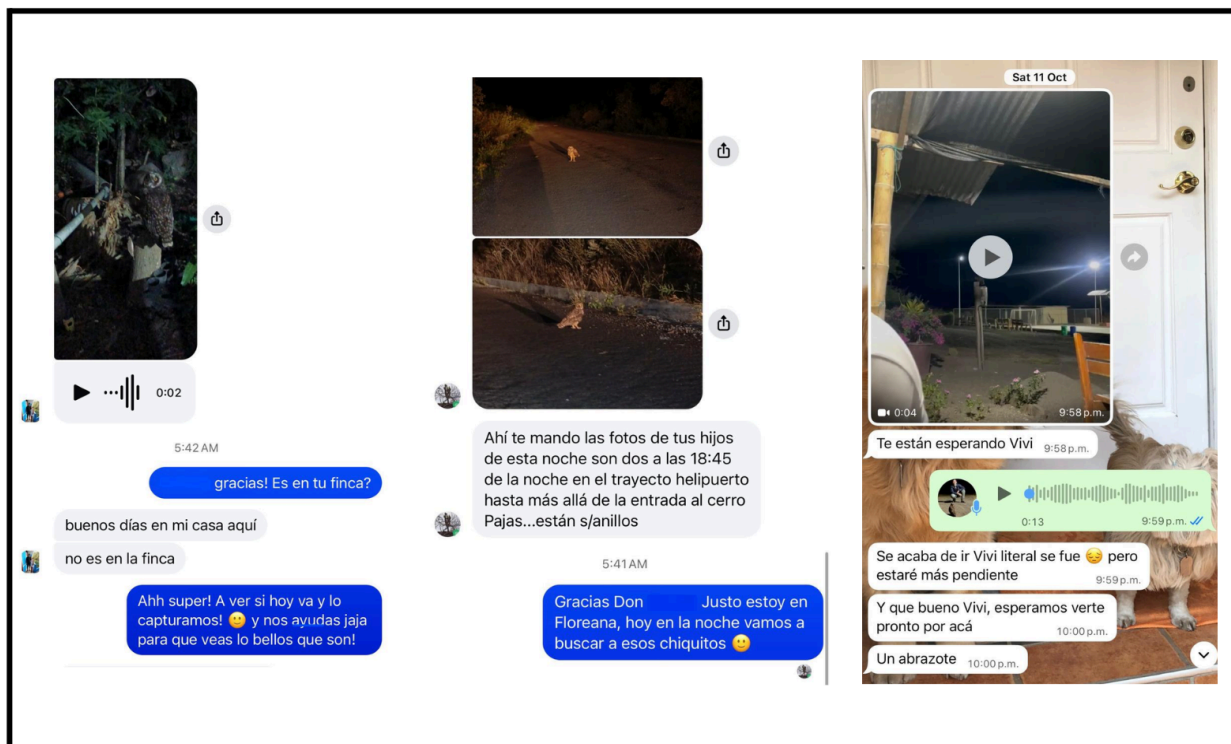 0:02
5:42 AM
gracias! Es en tu finca?
buenos días en mi casa aquí
no es en la finca
Ahh super! A ver si hoy va y lo
capturamos! 🙂 y nos ayudas jaja
para que veas lo bellos que son!
Ahí te mando las fotos de tus hijos
de esta noche son dos a las 18:45
de la noche en el trayecto helipuerto
hasta más allá de la entrada al cerro
Pajas...están s/anillos
5:41 AM
Gracias Don Justo estoy en
Floreana, hoy en la noche vamos a
buscar a esos chiquitos 🙂
Sat 11 Oct
0:04 9:58 p.m.
Te están esperando Vivi 9:58 p.m.
0:13 9:59 p.m.
Se acaba de ir Vivi literal se fue 😔 pero
estaré más pendiente 9:59 p.m.
Y que bueno Vivi, esperamos verte
pronto por acá 10:00 p.m.
Un abrazote 10:00 p.m.